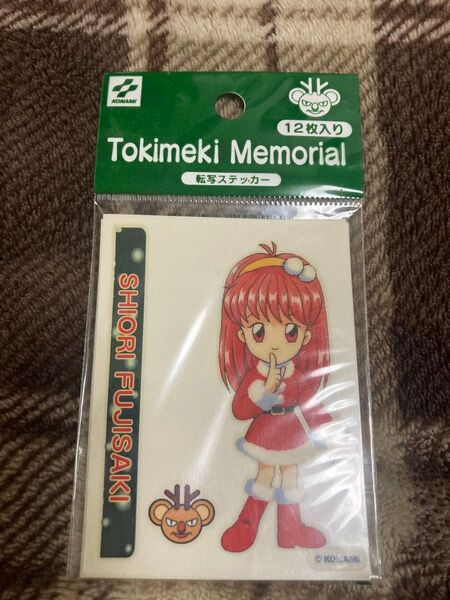 KONAMI
12枚入り
Tokimeki Memorial
転写ステッカー
SHIORI FUJISAKI
© KONAMI